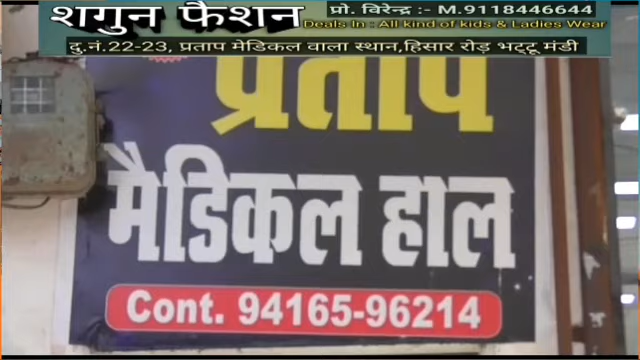 शगुन फैशन
प्रो. विरेन्द्र :- M.9118446644
Deals In : All kind of kids & Ladies Wear
दु.नं.22-23, प्रताप मेडिकल वाला स्थान,हिसार रोड़ भट्टू मंडी
प्रताप
मैडिकल हाल
Cont. 94165-96214